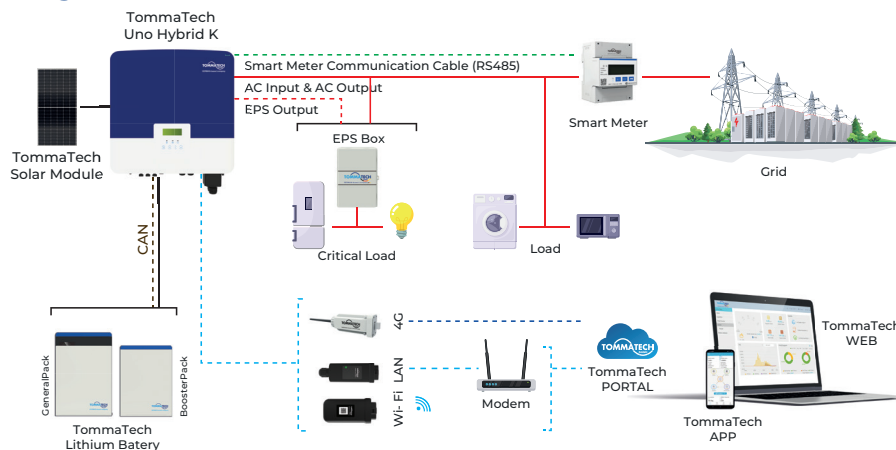 TommaTech
Uno Hybrid K
Smart Meter Communication Cable (RS485)
AC Input & AC Output
EPS Output
TommaTech
Solar Module
Smart Meter
Grid
EPS Box
TOMMATECH
Critical Load
Load
CAN
GeneralPack
BoosterPack
TommaTech
Lithium Batery
4G
LAN
Wi- Fi
Modem
TOMMATECH
TommaTech
PORTAL
TommaTech
WEB
TommaTech
APP